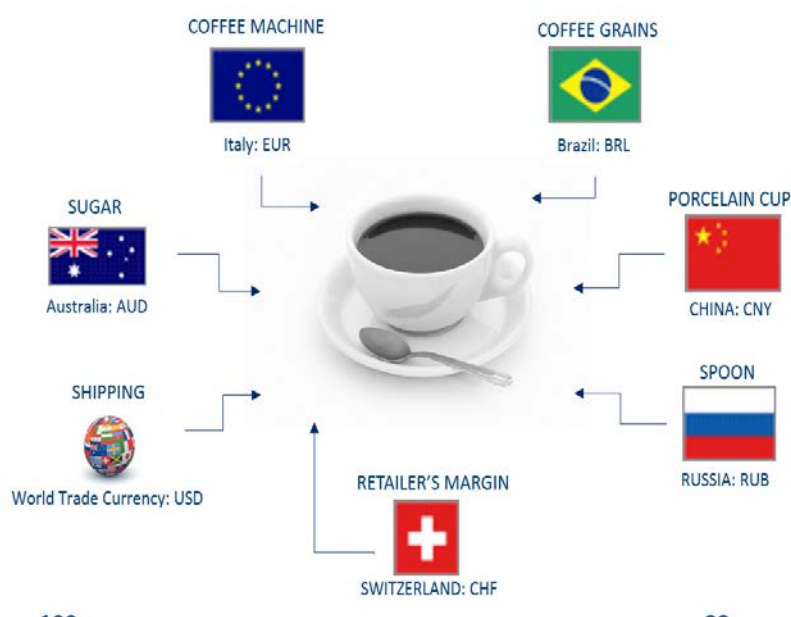 COFFEE MACHINE
COFFEE GRAINS
Italy: EUR
Brazil: BRL
SUGAR
PORCELAIN CUP
Australia: AUD
CHINA: CNY
SHIPPING
SPOON
World Trade Currency: USD
RUSSIA: RUB
RETAILER'S MARGIN
SWITZERLAND: CHF